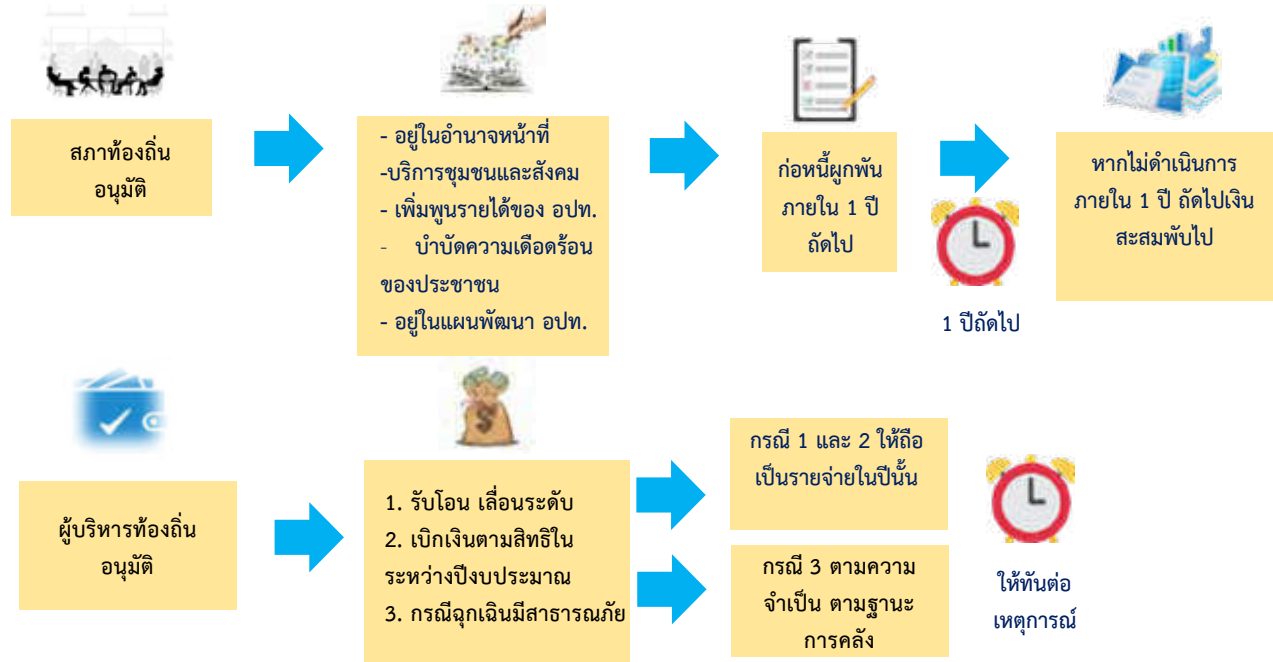 สภาท้องถิ่น
อนุมัติ
- อยู่ในอำนาจหน้าที่
-บริการชุมชนและสังคม
- เพิ่มพูนรายได้ของ อปท.
- บำบัดความเดือดร้อน
ของประชาชน
- อยู่ในแผนพัฒนา อปท.
ก่อหนี้ผูกพัน
ภายใน 1 ปี
ถัดไป
1 ปีถัดไป
หากไม่ดำเนินการ
ภายใน 1 ปี ถัดไปเงิน
สะสมพับไป
ผู้บริหารท้องถิ่น
อนุมัติ
1. รับโอน เลื่อนระดับ
2. เบิกเงินตามสิทธิใน
ระหว่างปีงบประมาณ
3. กรณีฉุกเฉินมีสาธารณภัย
กรณี 1 และ 2 ให้ถือ
เป็นรายจ่ายในปีนั้น
กรณี 3 ตามความ
จำเป็น ตามฐานะ
การคลัง
ให้ทันต่อ
เหตุการณ์